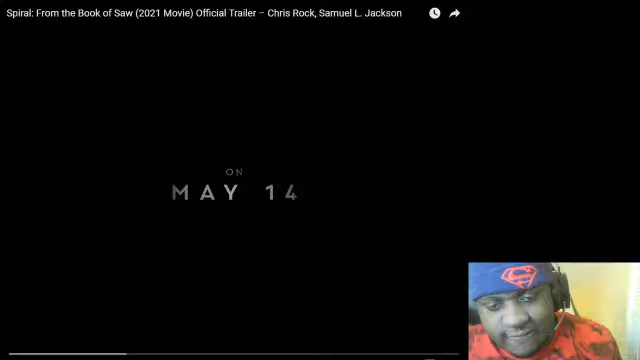 Spiral: From the Book of Saw (2021 Movie) Official Trailer – Chris Rock, Samuel L. Jackson
ON
MAY 14